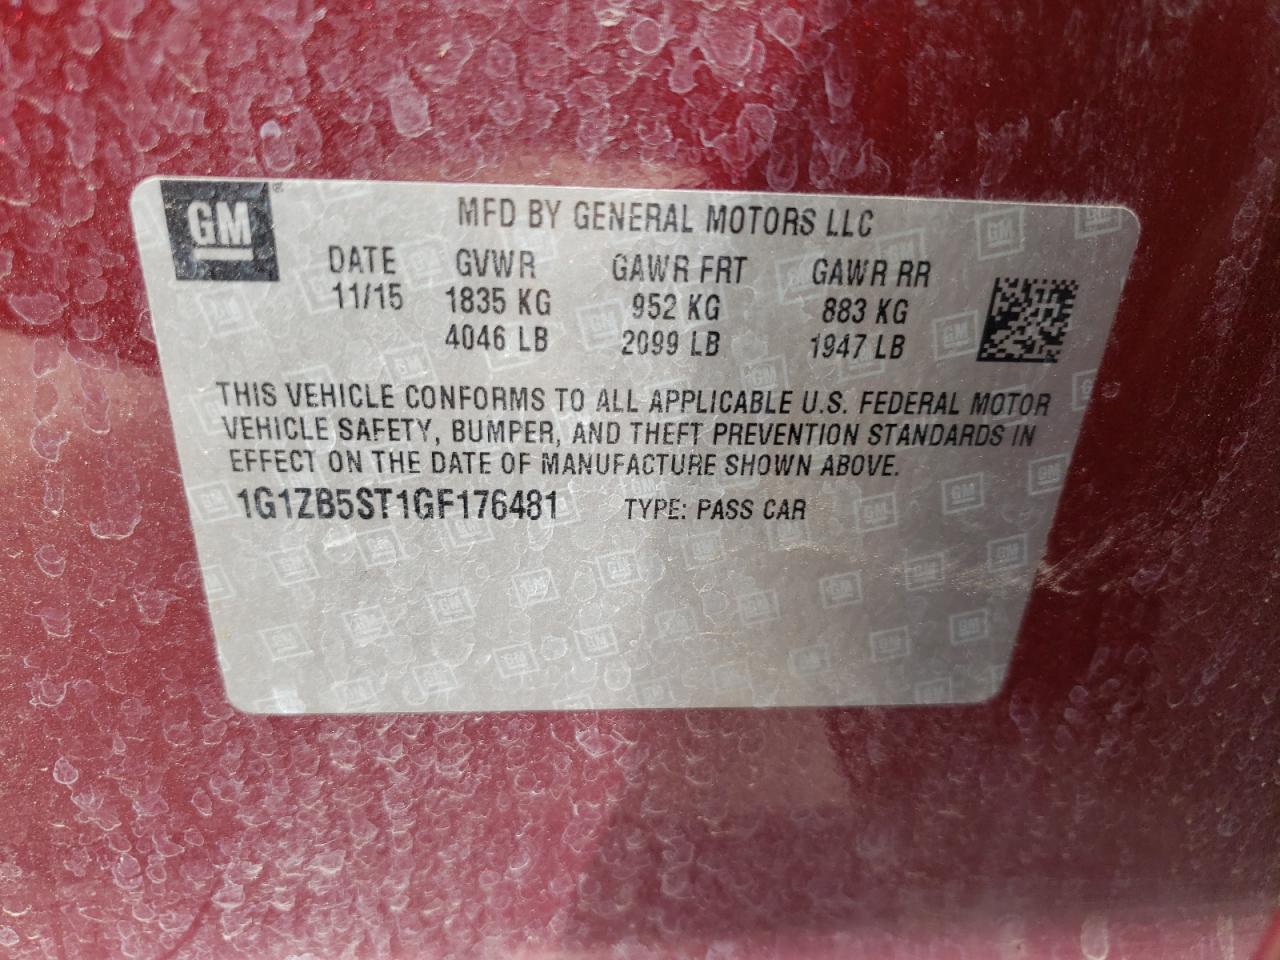 GM ®
MFD BY GENERAL MOTORS LLC
DATE GVWR GAWR FRT GAWR RR
11/15 1835 KG 952 KG 883 KG
4046 LB 2099 LB 1947 LB
THIS VEHICLE CONFORMS TO ALL APPLICABLE U.S. FEDERAL MOTOR
VEHICLE SAFETY, BUMPER, AND THEFT PREVENTION STANDARDS IN
EFFECT ON THE DATE OF MANUFACTURE SHOWN ABOVE.
1G1ZB5ST1GF176481 TYPE: PASS CAR